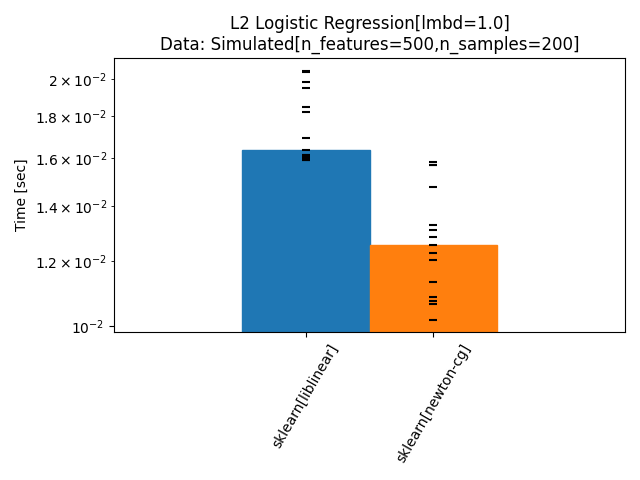 L2 Logistic Regression[lmbd=1.0]
Data: Simulated[n_features=500,n_samples=200]
Time [sec]
2×10⁻²
1.8×10⁻²
1.6×10⁻²
1.4×10⁻²
1.2×10⁻²
10⁻²
sklearn[liblinear]
sklearn[newton-cg]